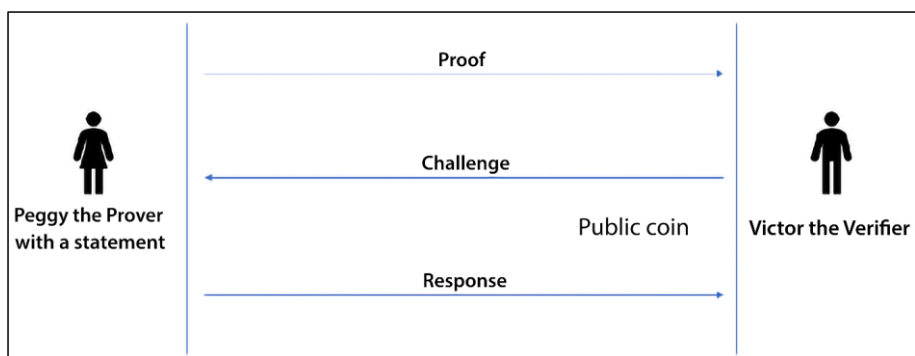 Proof
Challenge
Peggy the Prover
with a statement
Public coin
Victor the Verifier
Response